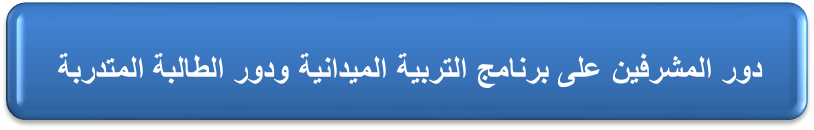 دور المشرفين على برنامج التربية الميدانية ودور الطالبة المتدربة